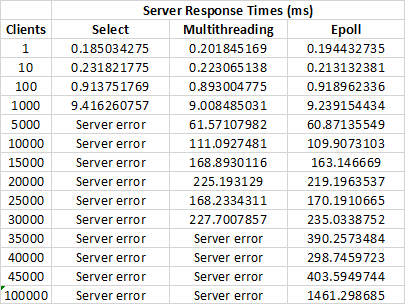 Server Response Times (ms)
Clients Select Multithreading Epoll
1 0.185034275 0.201845169 0.194432735
10 0.231821775 0.223065138 0.213132381
100 0.913751769 0.893004775 0.918962336
1000 9.416260757 9.008485031 9.239154434
5000 Server error 61.57107982 60.87135549
10000 Server error 111.0927481 109.9073103
15000 Server error 168.8930116 163.146669
20000 Server error 225.193129 219.1963537
25000 Server error 168.2334311 170.1910665
30000 Server error 227.7007857 235.0338752
35000 Server error Server error 390.2573484
40000 Server error Server error 298.7459723
45000 Server error Server error 403.5949744
100000 Server error Server error 1461.298685